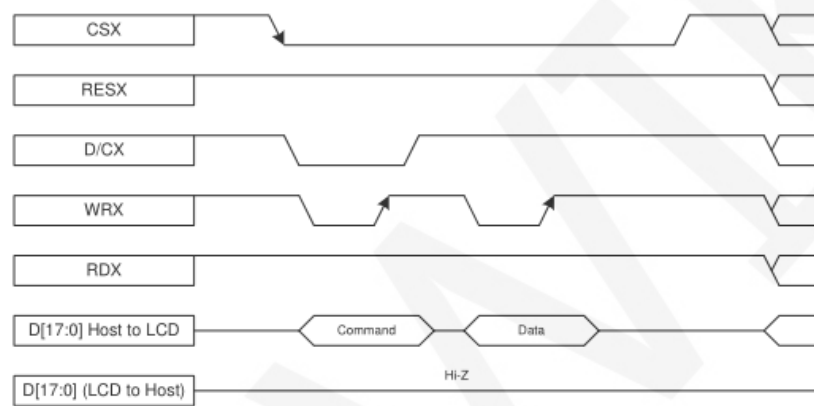 CSX
RESX
D/CX
WRX
RDX
D[17:0] Host to LCD
Command
Data
D[17:0] (LCD to Host)
Hi-Z